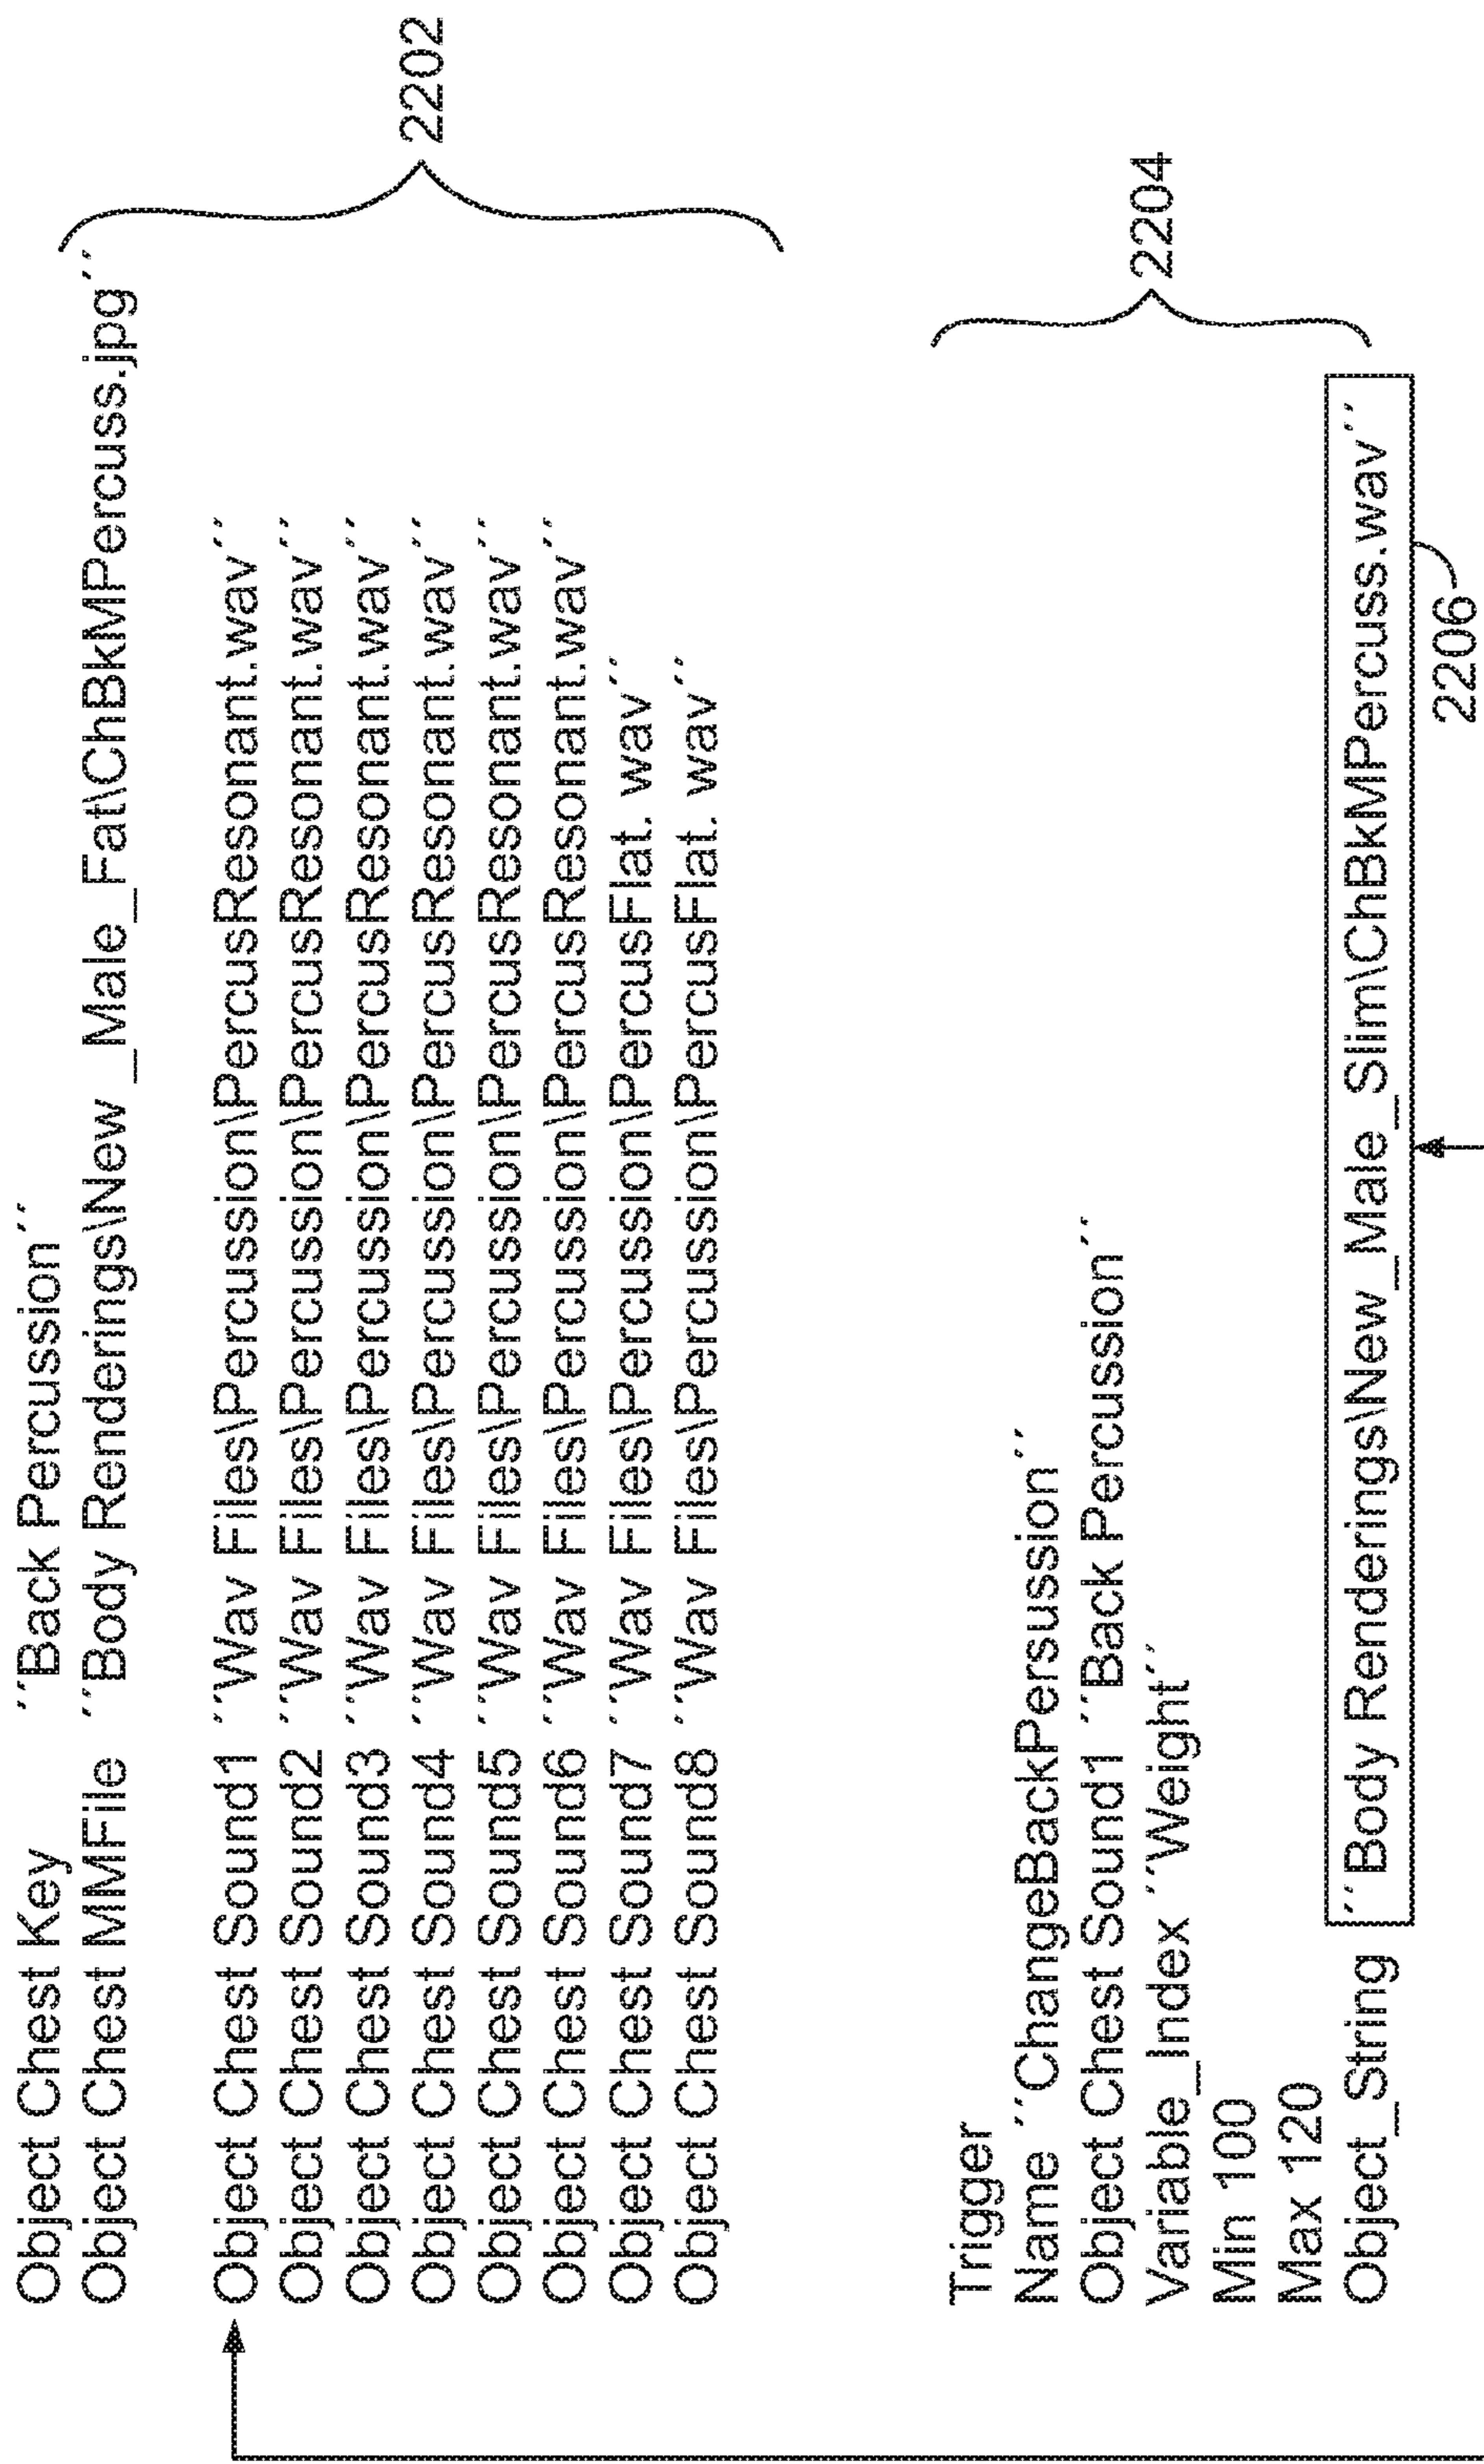 Object Chest Key ´´Back Percussion´´
Object Chest MMFile ´´Body Renderings\New _Male_Fat\ChBkMPercuss.jpg´´
Object Chest Sound1 ´´Wav Files\Percussion\PercusResonant.wav´´
Object Chest Sound2 ´´Wav Files\Percussion\PercusResonant.wav´´
Object Chest Sound3 ´´Wav Files\Percussion\PercusResonant.wav´´
Object Chest Sound4 ´´Wav Files\Percussion\PercusResonant.wav´´
Object Chest Sound5 ´´Wav Files\Percussion\PercusResonant.wav´´
Object Chest Sound6 ´´Wav Files\Percussion\PercusResonant.wav´´
Object Chest Sound7 ´´Wav Files\Percussion\PercusFlat. wav´´
Object Chest Sound8 ´´Wav Files\Percussion\PercusFlat. wav´´
2202
Trigger
Name ´´ChangeBackPersussion´´
Object Chest Sound1 ´´Back Percussion´´
Variable_Index ´´Weight´´
Min 100
Max 120
Object_String ´´Body Renderings\New _Male_Slim\ChBkMPercuss.wav´´
2204
2206